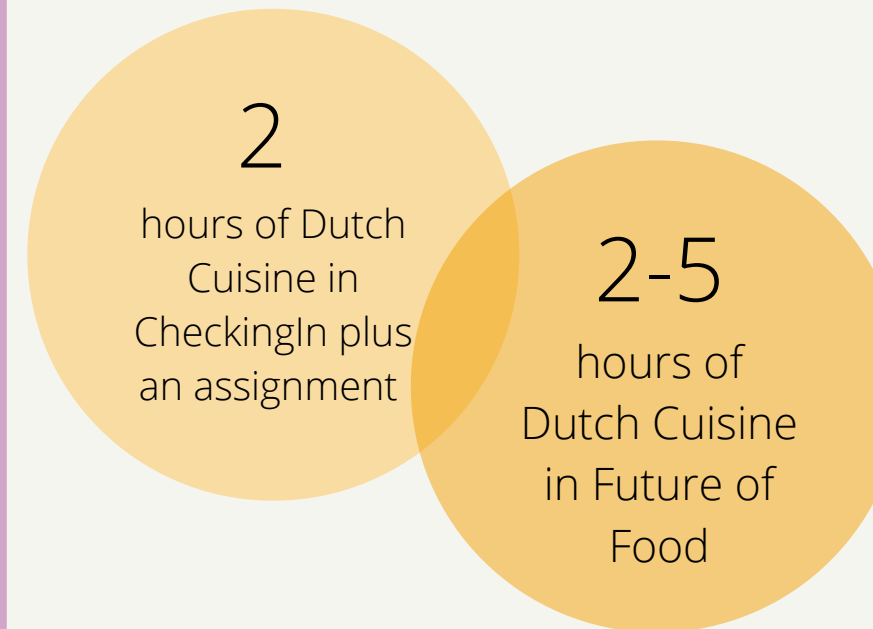 2
hours of Dutch
Cuisine in
CheckingIn plus
an assignment
2-5
hours of
Dutch Cuisine
in Future of
Food